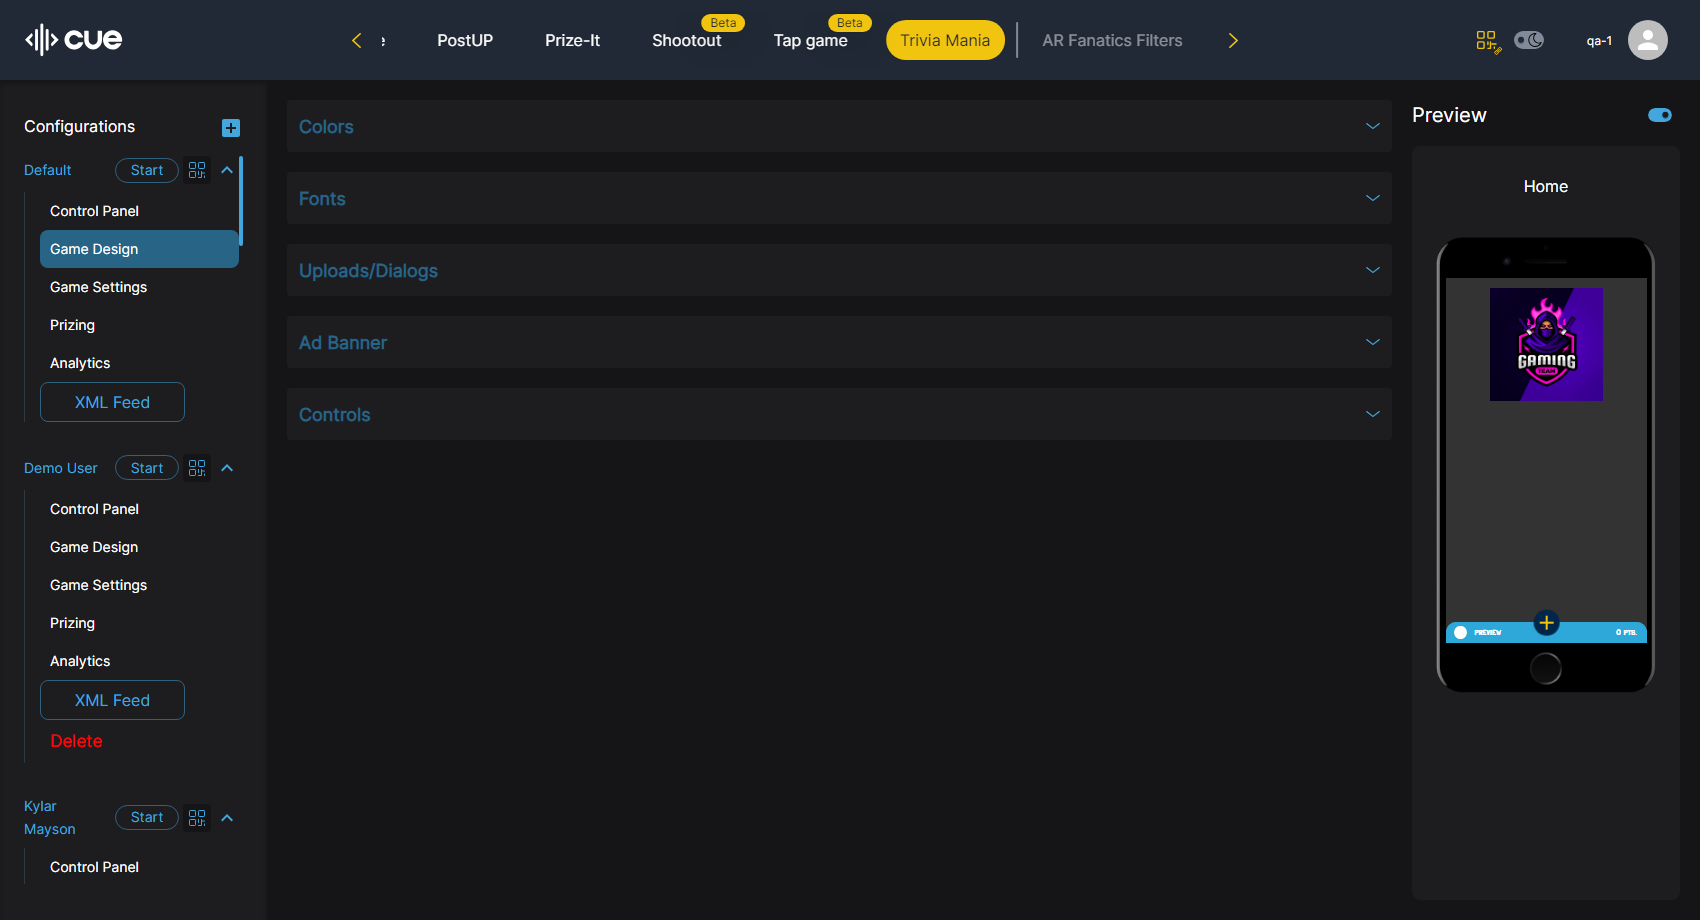 cue
PostUP
Prize-It
Beta
Shootout
Beta
Tap game
Trivia Mania
AR Fanatics Filters
qa-1
Configurations
Default
Start
Control Panel
Game Design
Game Settings
Prizing
Analytics
XML Feed
Demo User
Start
Control Panel
Game Design
Game Settings
Prizing
Analytics
XML Feed
Delete
Kylar
Mayson
Start
Control Panel
Colors
Fonts
Uploads/Dialogs
Ad Banner
Controls
Preview
Home
GAMING
TEAM
PREVIEW
0 PTS.